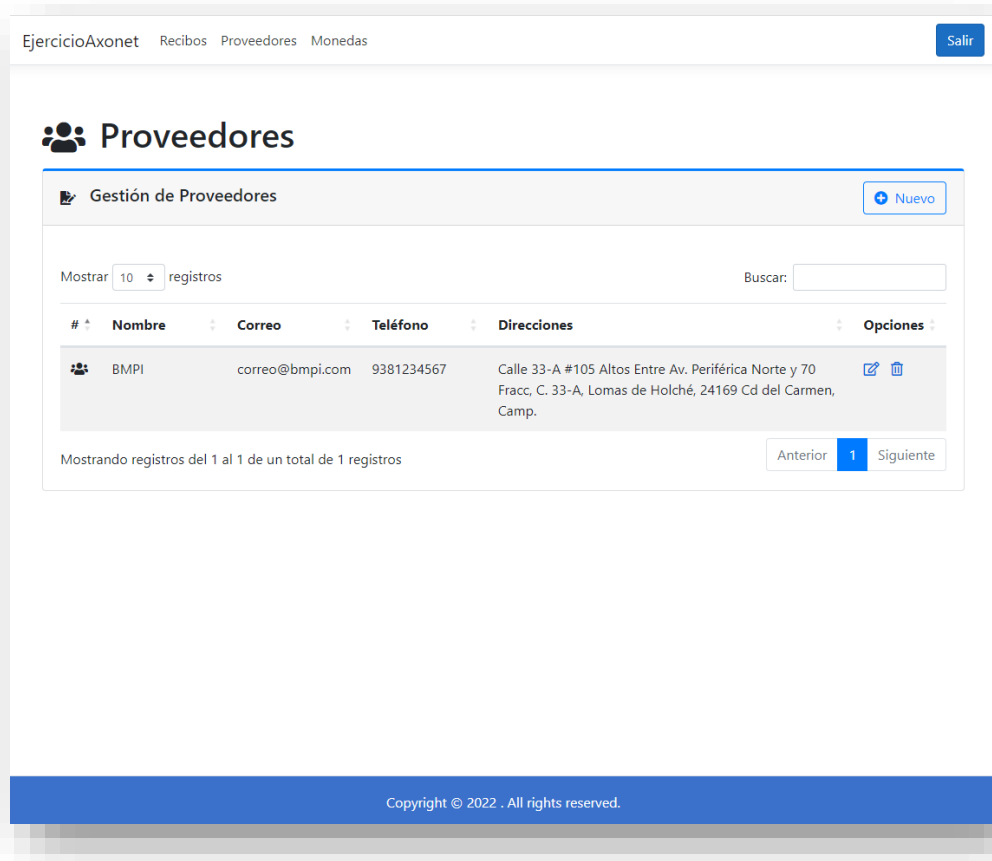 EjercicioAxonet Recibos Proveedores Monedas Salir
Proveedores
Gestión de Proveedores Nuevo
Mostrar 10 registros Buscar:
# Nombre Correo Teléfono Direcciones Opciones
BMPI correo@bmpi.com 9381234567 Calle 33-A #105 Altos Entre Av. Periférica Norte y 70
Fracc, C. 33-A, Lomas de Holché, 24169 Cd del Carmen,
Camp.
Mostrando registros del 1 al 1 de un total de 1 registros Anterior 1 Siguiente
Copyright © 2022 . All rights reserved.